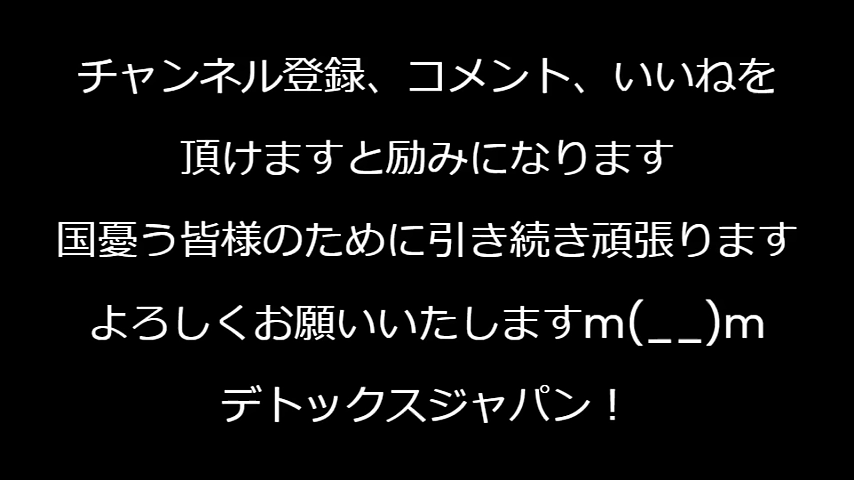 チャンネル登録、コメント、いいねを
頂けますと励みになります
国憂う皆様のために引き続き頑張ります
よろしくお願いいたしますm(__)m
デトックスジャパン！